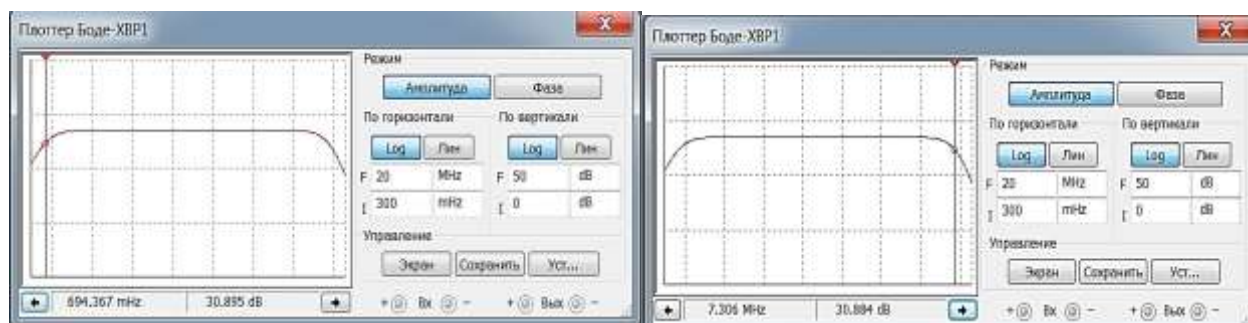 Плоттер Боде-XBP1
X
Режим
Амплитуда Фаза
По горизонтали По вертикали
Log Лин Log Лин
F 20 MHz F 50 dB
I 300 mHz I 0 dB
Управление
Экран Сохранить Уст...
694.367 mHz 30.895 dB + Вх - + Вых -
Плоттер Боде-XBP1
X
Режим
Амплитуда Фаза
По горизонтали По вертикали
Log Лин Log Лин
F 20 MHz F 50 dB
I 300 mHz I 0 dB
Управление
Экран Сохранить Уст...
7.306 MHz 30.884 dB + Вх - + Вых -